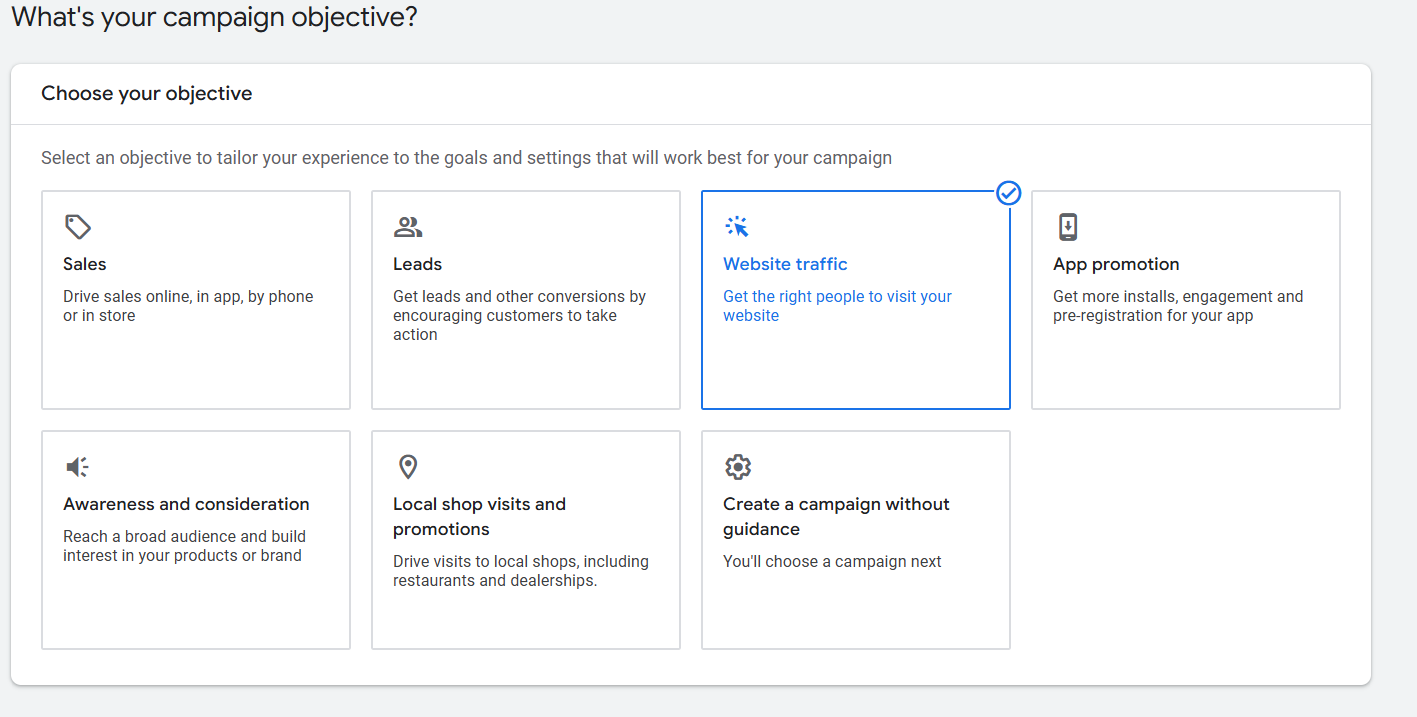 What's your campaign objective?
Choose your objective
Select an objective to tailor your experience to the goals and settings that will work best for your campaign
Sales
Drive sales online, in app, by phone
or in store
Leads
Get leads and other conversions by
encouraging customers to take
action
Website traffic
Get the right people to visit your
website
App promotion
Get more installs, engagement and
pre-registration for your app
Awareness and consideration
Reach a broad audience and build
interest in your products or brand
Local shop visits and
promotions
Drive visits to local shops, including
restaurants and dealerships.
Create a campaign without
guidance
You'll choose a campaign next